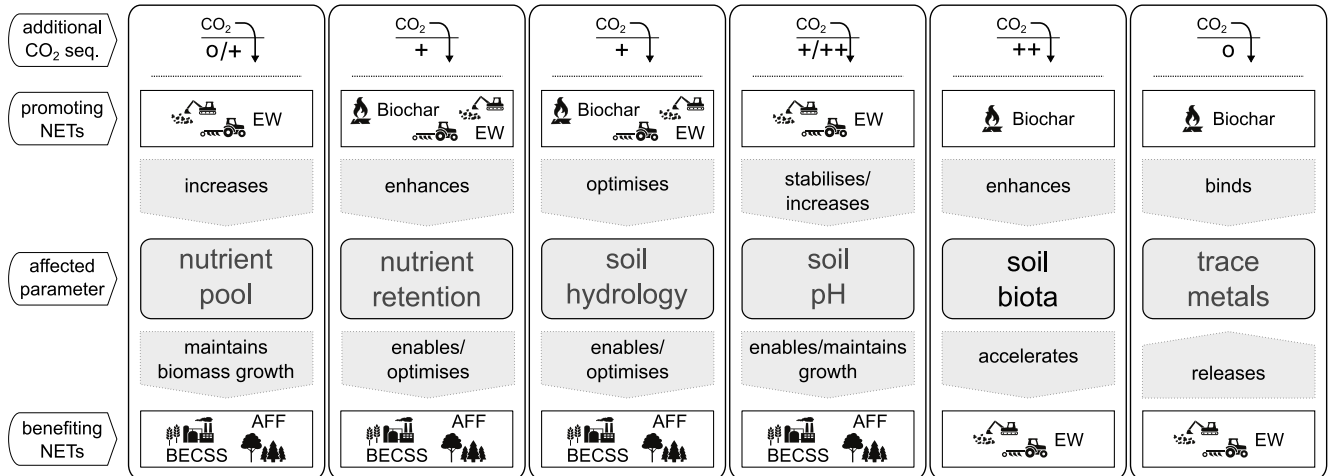 additional
CO₂ seq.
CO₂
o/+
CO₂
+
CO₂
+
CO₂
+/++
CO₂
++
CO₂
o
promoting
NETs
EW
Biochar
EW
Biochar
EW
EW
Biochar
Biochar
increases
enhances
optimises
stabilises/
increases
enhances
binds
affected
parameter
nutrient
pool
nutrient
retention
soil
hydrology
soil
pH
soil
biota
trace
metals
maintains
biomass growth
enables/
optimises
enables/
optimises
enables/maintains
growth
accelerates
releases
benefiting
NETs
AFF
BECSS
AFF
BECSS
AFF
BECSS
AFF
BECSS
EW
EW